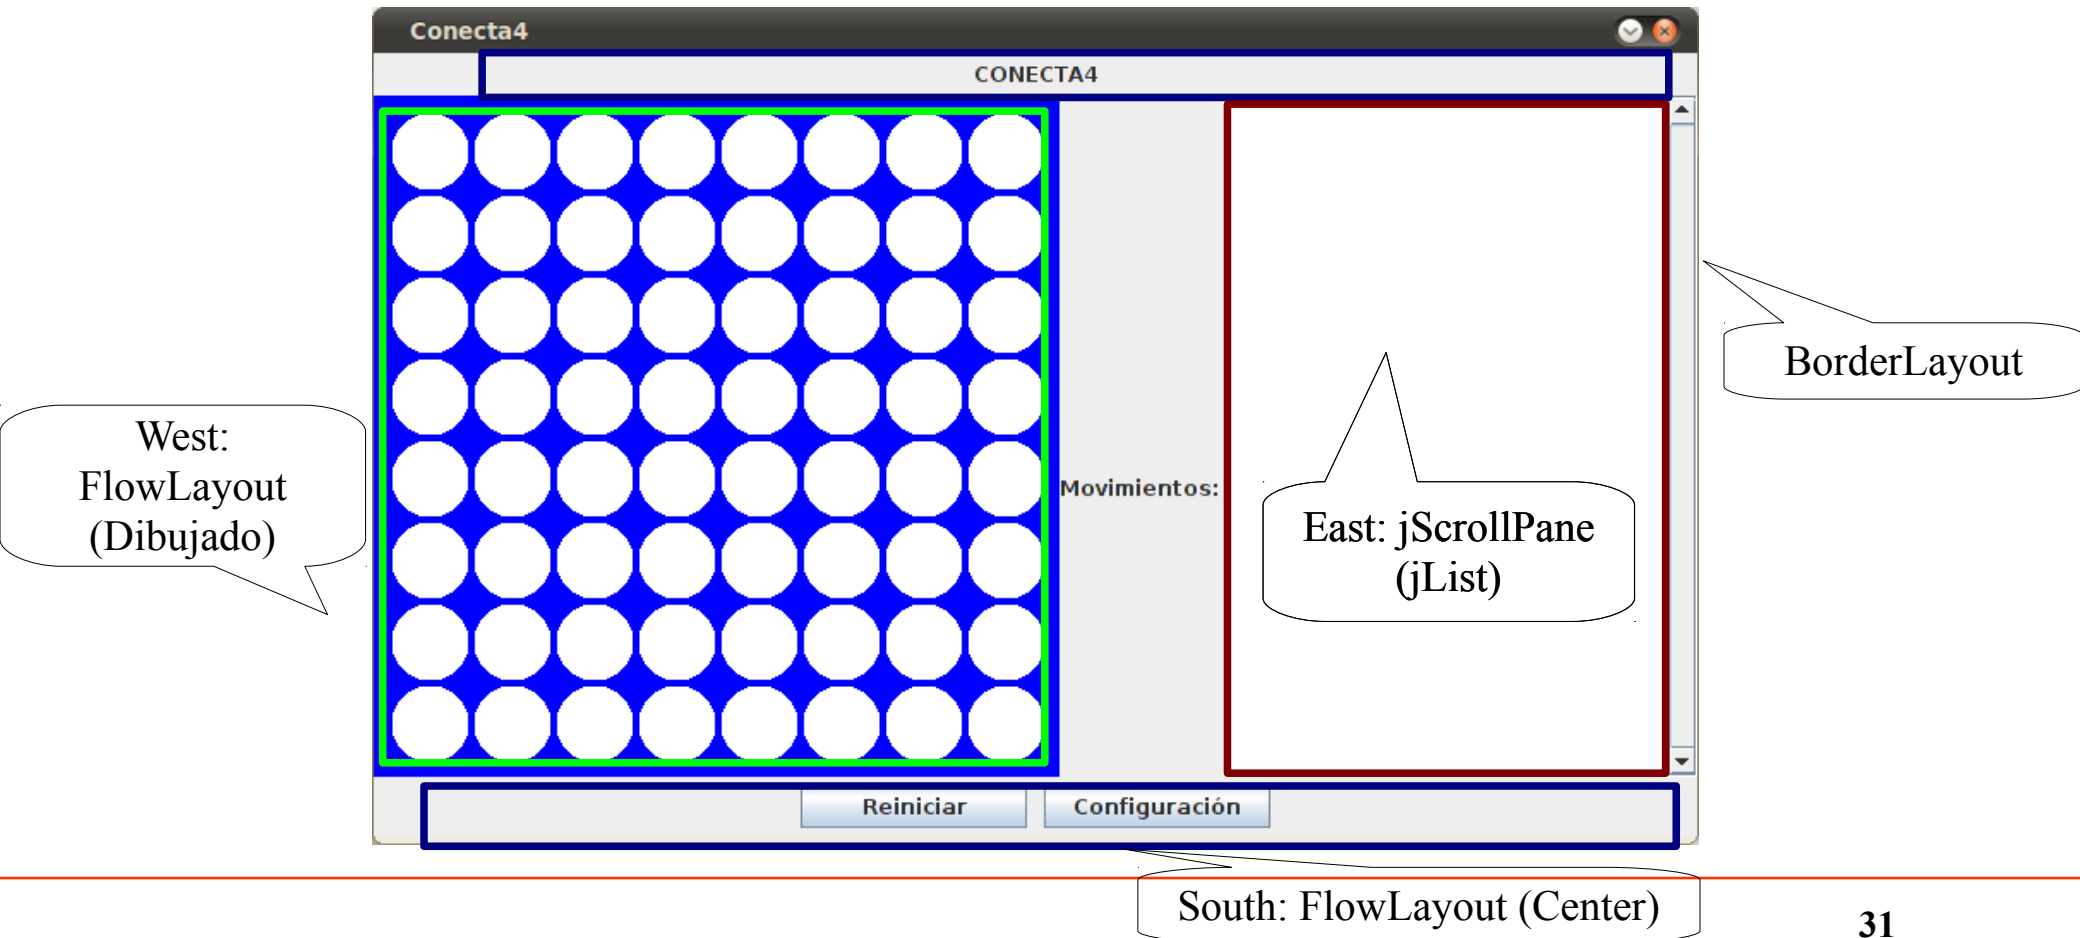 Conecta4
CONECTA4
BorderLayout
West:
FlowLayout
(Dibujado)
Movimientos:
East: jScrollPane
(jList)
Reiniciar
Configuración
South: FlowLayout (Center)
31